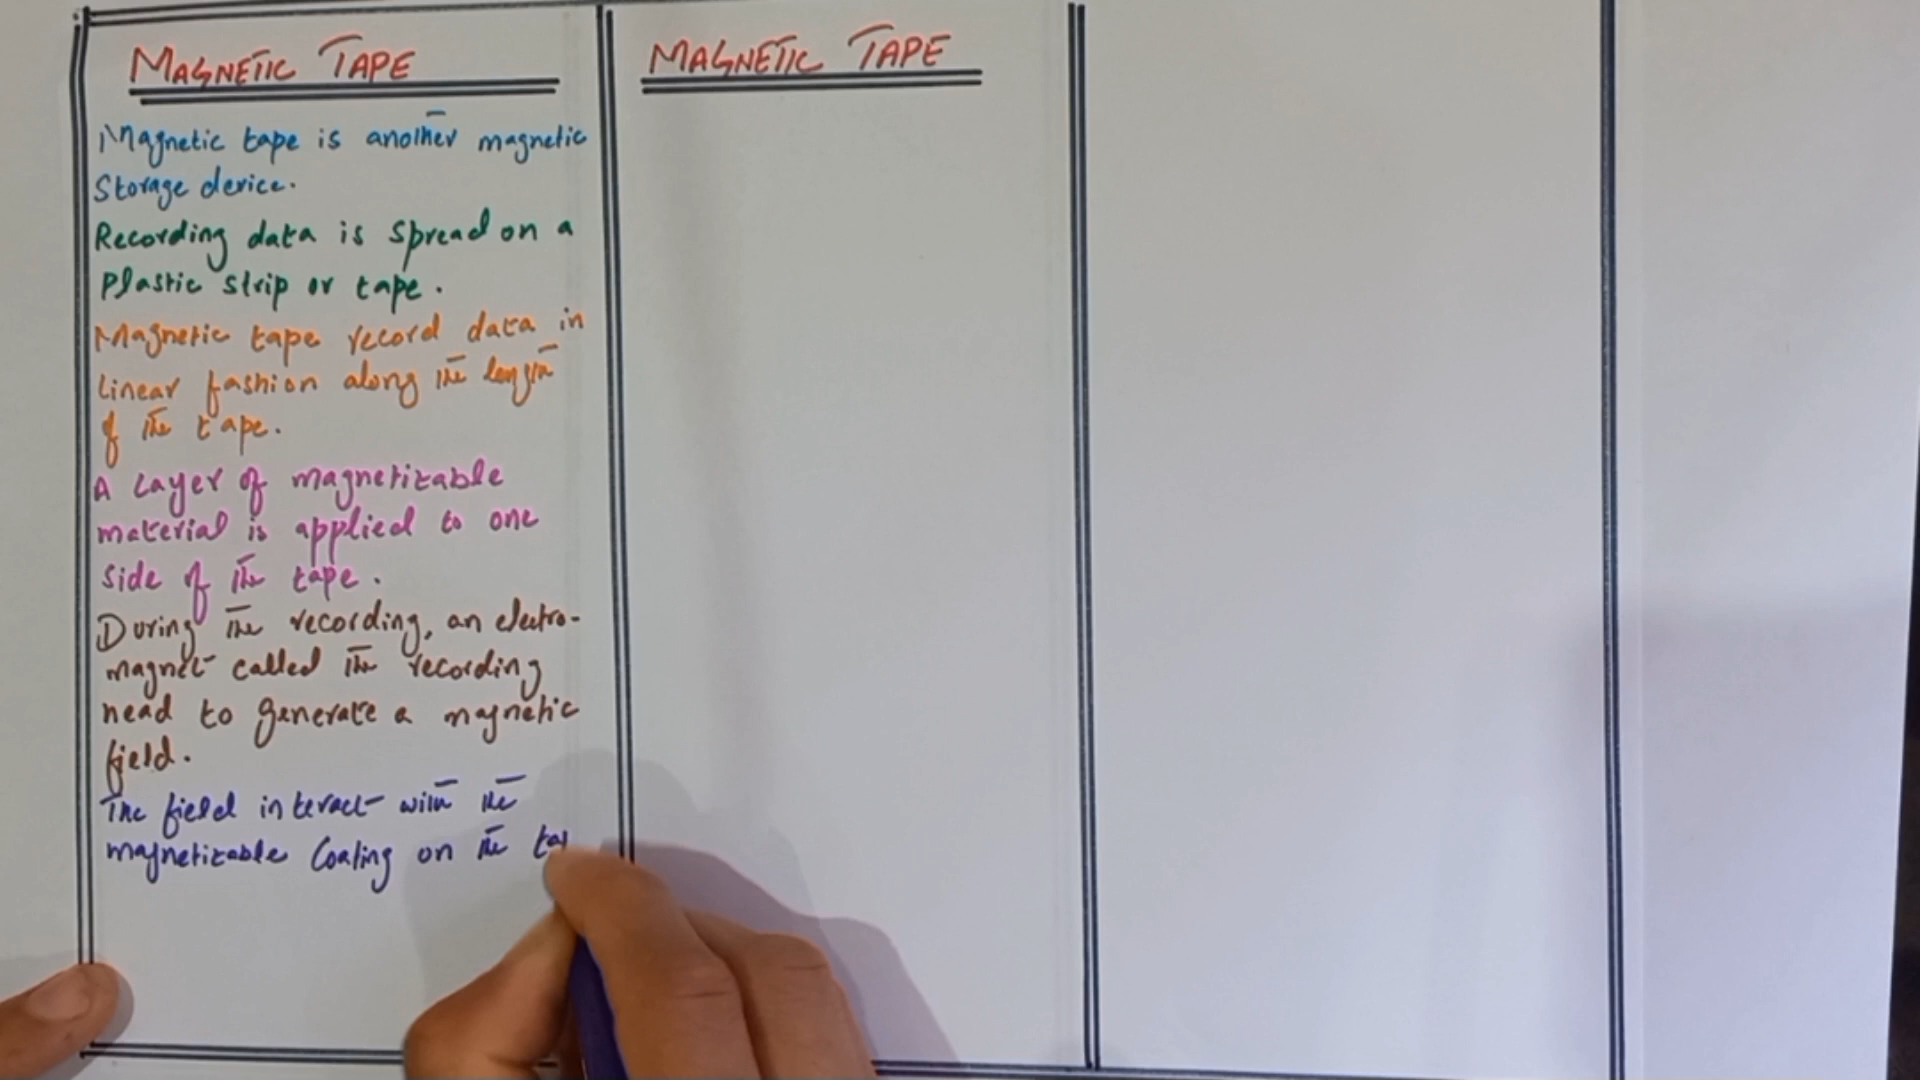 MAGNETIC TAPE
Magnetic tape is another magnetic
Storage device.
Recording data is spread on a
Plastic strip or tape.
Magnetic tape record data in
linear fashion along the length
of the tape.
A layer of magnetizable
material is applied to one
side of the tape.
During the recording, an electro-
magnet called the recording
head to generate a magnetic
field.
The field interact with the
magnetizable Coating on the
MAGNETIC TAPE